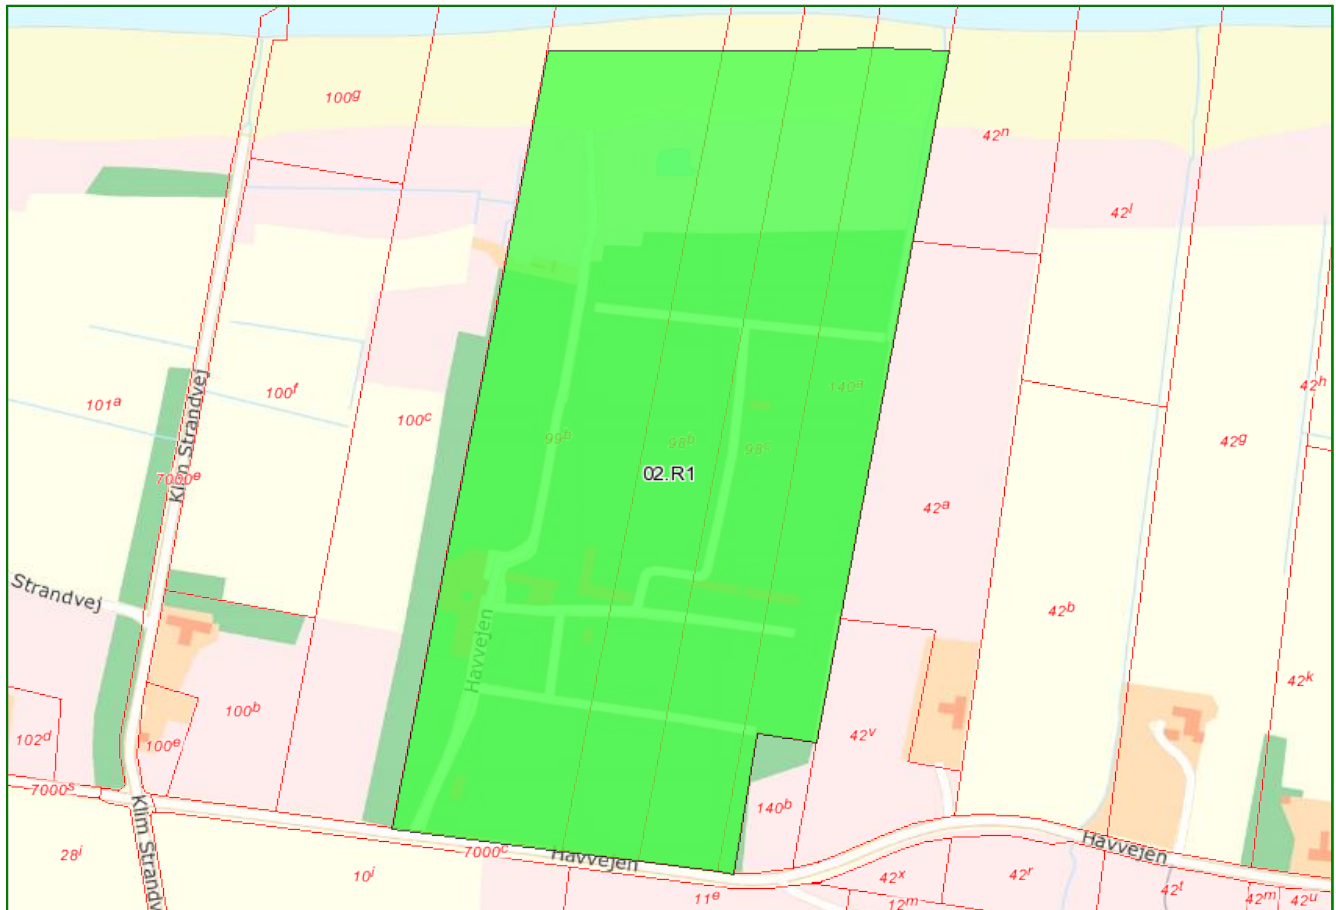 100g
42n
42l
42h
101a
100f
100c
Klim Strandvej
7000e
99b
98b
98c
140a
02.R1
42g
42a
42b
Strandvej
Havvejen
42k
100b
102d
100e
42v
7000s
140b
Klim Strandv
28i
10i
7000c
Havvejen
Havvejen
42x
42r
42t
42m
42u
11e
12m